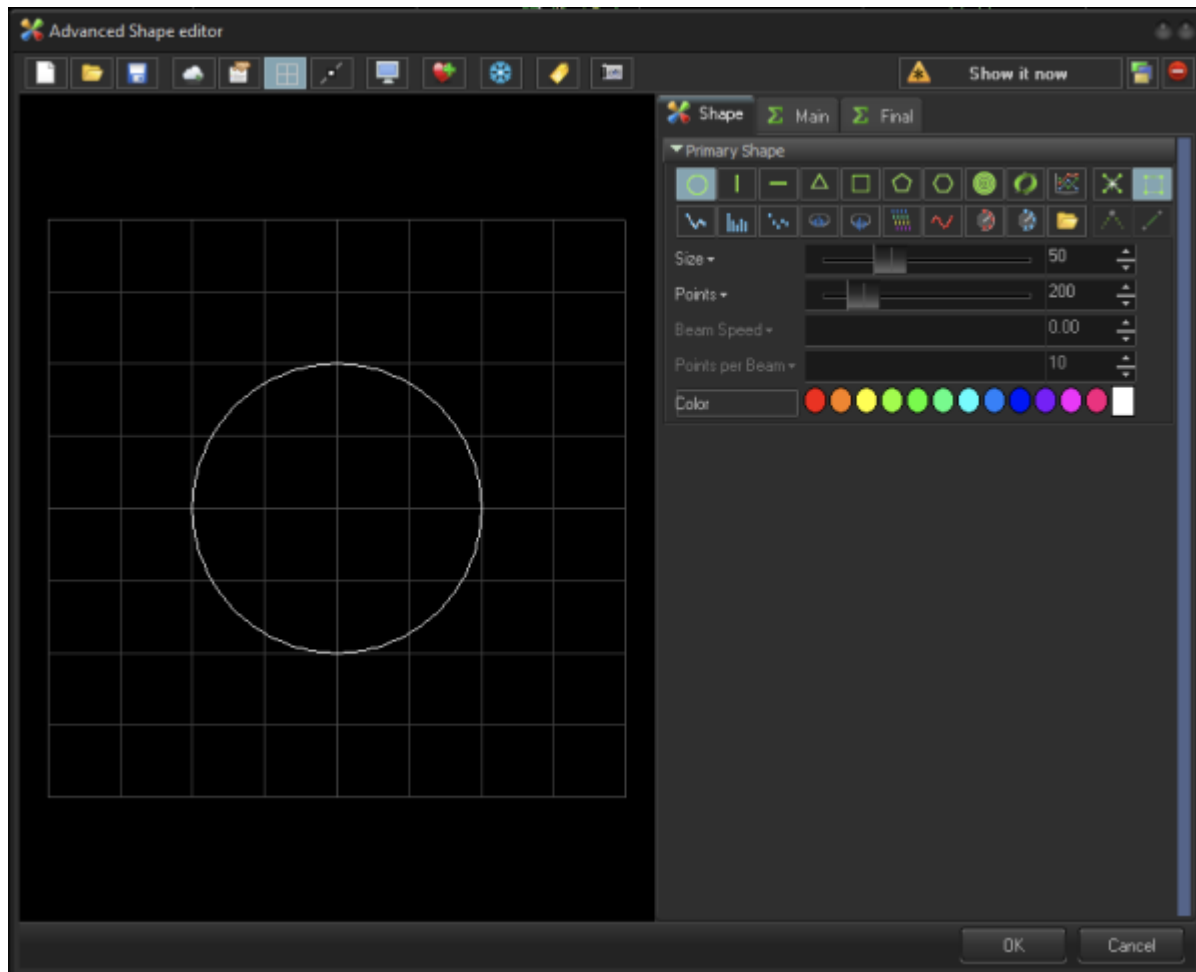 Advanced Shape editor
Show it now
Shape Main Final
Primary Shape
Size 50
Points 200
Beam Speed 0.00
Points per Beam 10
Color
OK Cancel